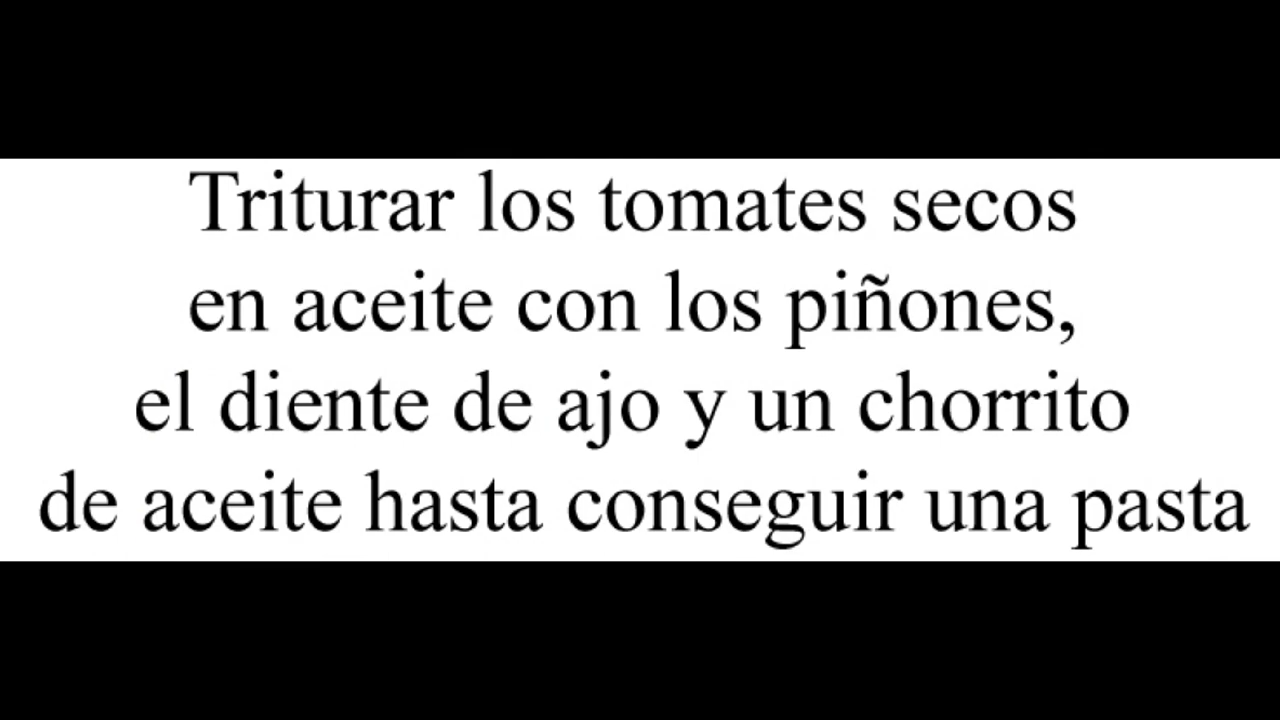 Triturar los tomates secos
en aceite con los piñones,
el diente de ajo y un chorrito
de aceite hasta conseguir una pasta